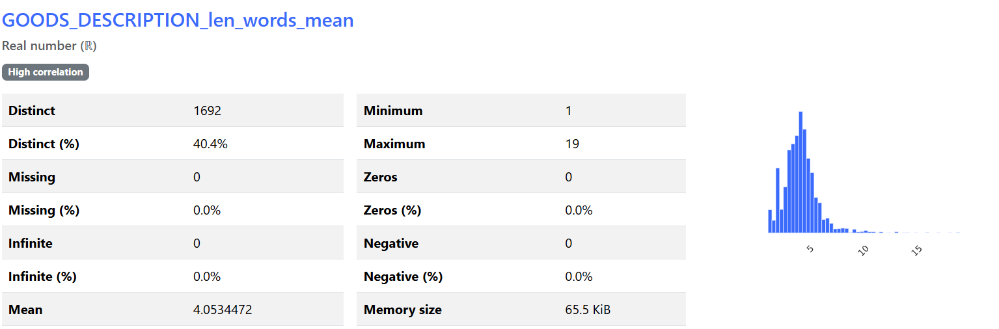 GOODS_DESCRIPTION_len_words_mean
Real number (ℝ)
High correlation
Distinct 1692
Distinct (%) 40.4%
Missing 0
Missing (%) 0.0%
Infinite 0
Infinite (%) 0.0%
Mean 4.0534472
Minimum 1
Maximum 19
Zeros 0
Zeros (%) 0.0%
Negative 0
Negative (%) 0.0%
Memory size 65.5 KiB
5 10 15